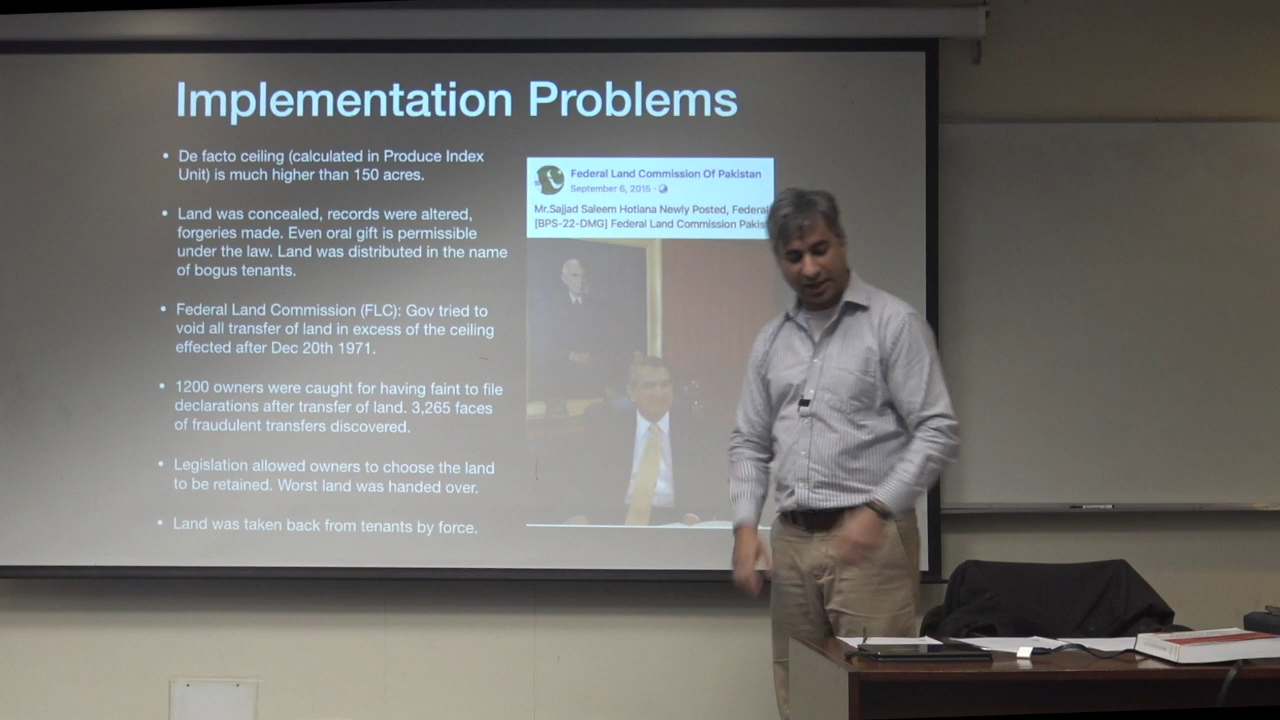 Implementation Problems
• De facto ceiling (calculated in Produce Index
Unit) is much higher than 150 acres.
• Land was concealed, records were altered,
forgeries made. Even oral gift is permissible
under the law. Land was distributed in the name
of bogus tenants.
• Federal Land Commission (FLC): Gov tried to
void all transfer of land in excess of the ceiling
effected after Dec 20th 1971.
• 1200 owners were caught for having faint to file
declarations after transfer of land. 3,265 faces
of fraudulent transfers discovered.
• Legislation allowed owners to choose the land
to be retained. Worst land was handed over.
• Land was taken back from tenants by force.
Federal Land Commission Of Pakistan
September 6, 2015 ·
Mr.Sajjad Saleem Hotiana Newly Posted, Federal
[BPS-22-DMG] Federal Land Commission Pakis